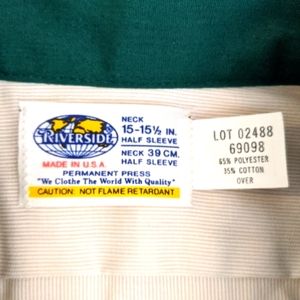 RIVERSIDE
MADE IN U.S.A.
NECK
15-15½ IN.
HALF SLEEVE
NECK 39 CM.
HALF SLEEVE
PERMANENT PRESS
"We Clothe The World With Quality"
CAUTION: NOT FLAME RETARDANT
LOT 02488
69098
65% POLYESTER
35% COTTON
OVER